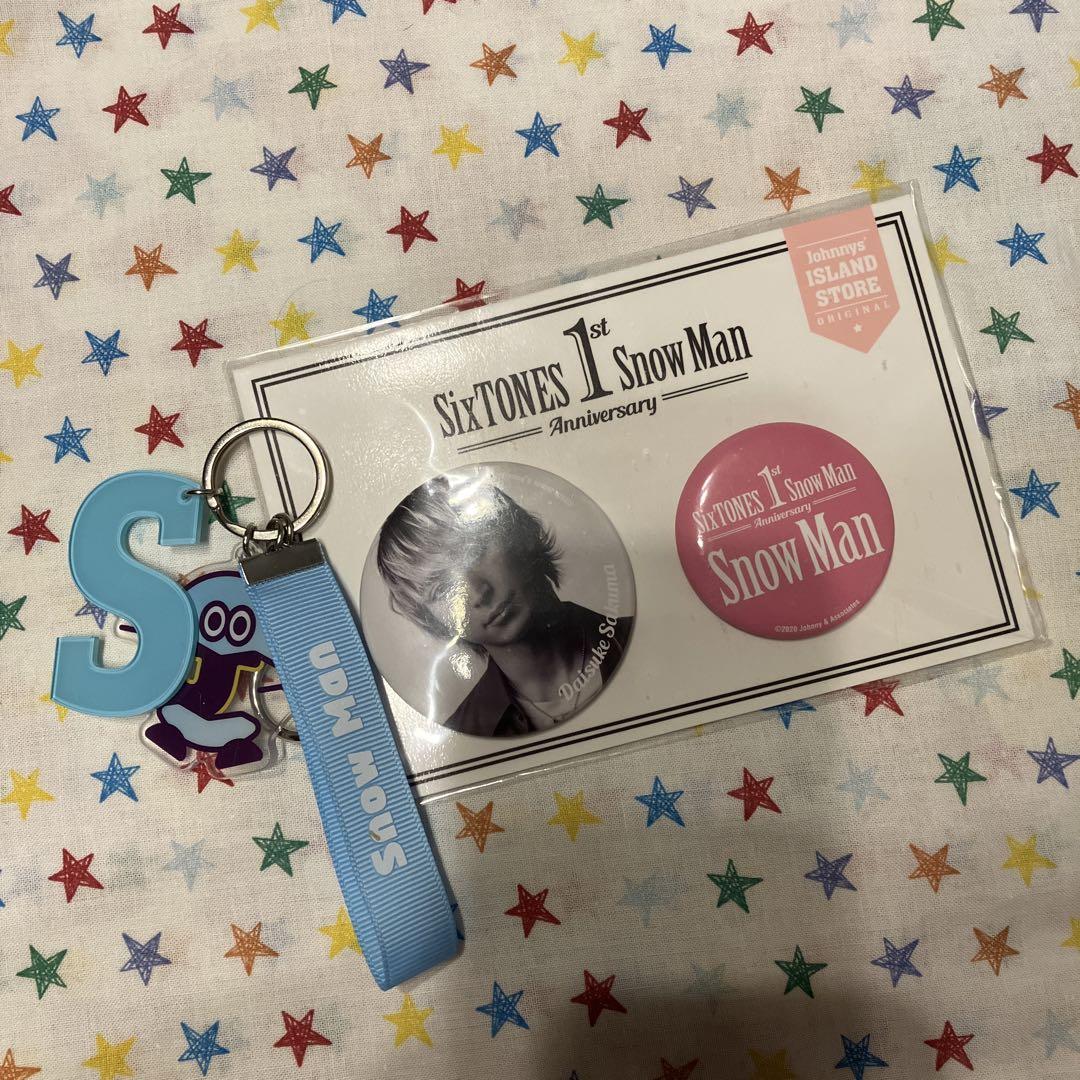 Johnnys'
ISLAND
STORE
ORIGINAL
SixTONES 1st Snow Man
Anniversary
Daisuke Sakuma
SixTONES 1st Snow Man
Anniversary
Snow Man
©2020 Johnny & Associates
S
Snow Man